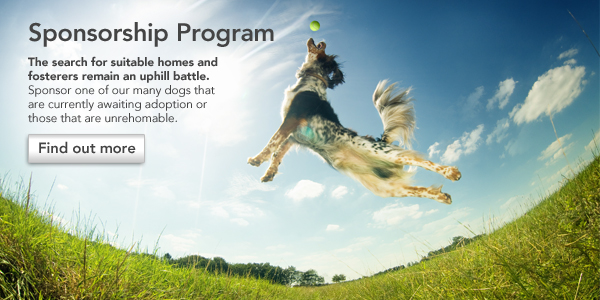 Sponsorship Program
The search for suitable homes and
fosterers remain an uphill battle.
Sponsor one of our many dogs that
are currently awaiting adoption or
those that are unrehomable.
Find out more